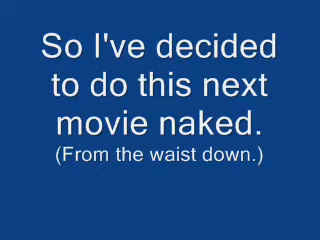 So I've decided
to do this next
movie naked.
(From the waist down.)